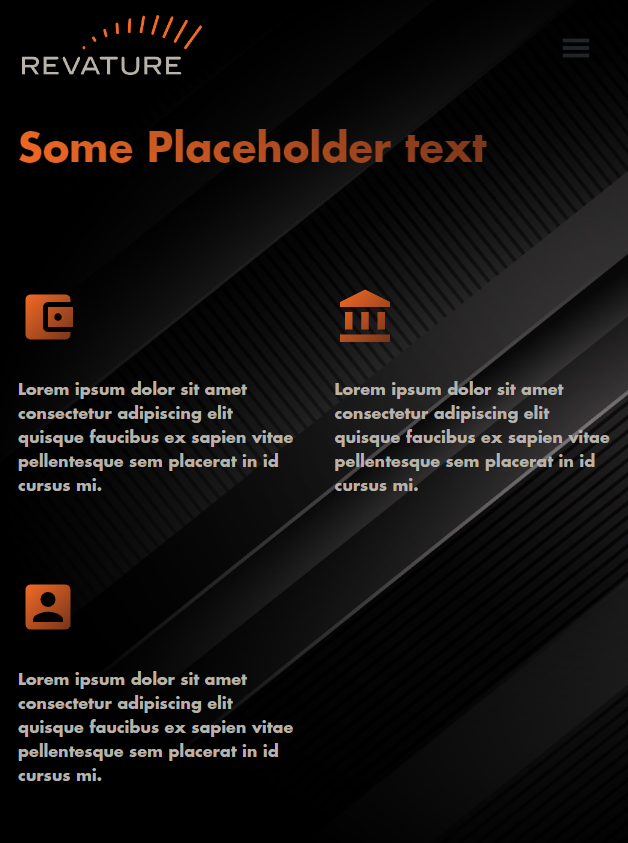 REVATURE
Some Placeholder text
Lorem ipsum dolor sit amet
consectetur adipiscing elit
quisque faucibus ex sapien vitae
pellentesque sem placerat in id
cursus mi.
Lorem ipsum dolor sit amet
consectetur adipiscing elit
quisque faucibus ex sapien vitae
pellentesque sem placerat in id
cursus mi.
Lorem ipsum dolor sit amet
consectetur adipiscing elit
quisque faucibus ex sapien vitae
pellentesque sem placerat in id
cursus mi.